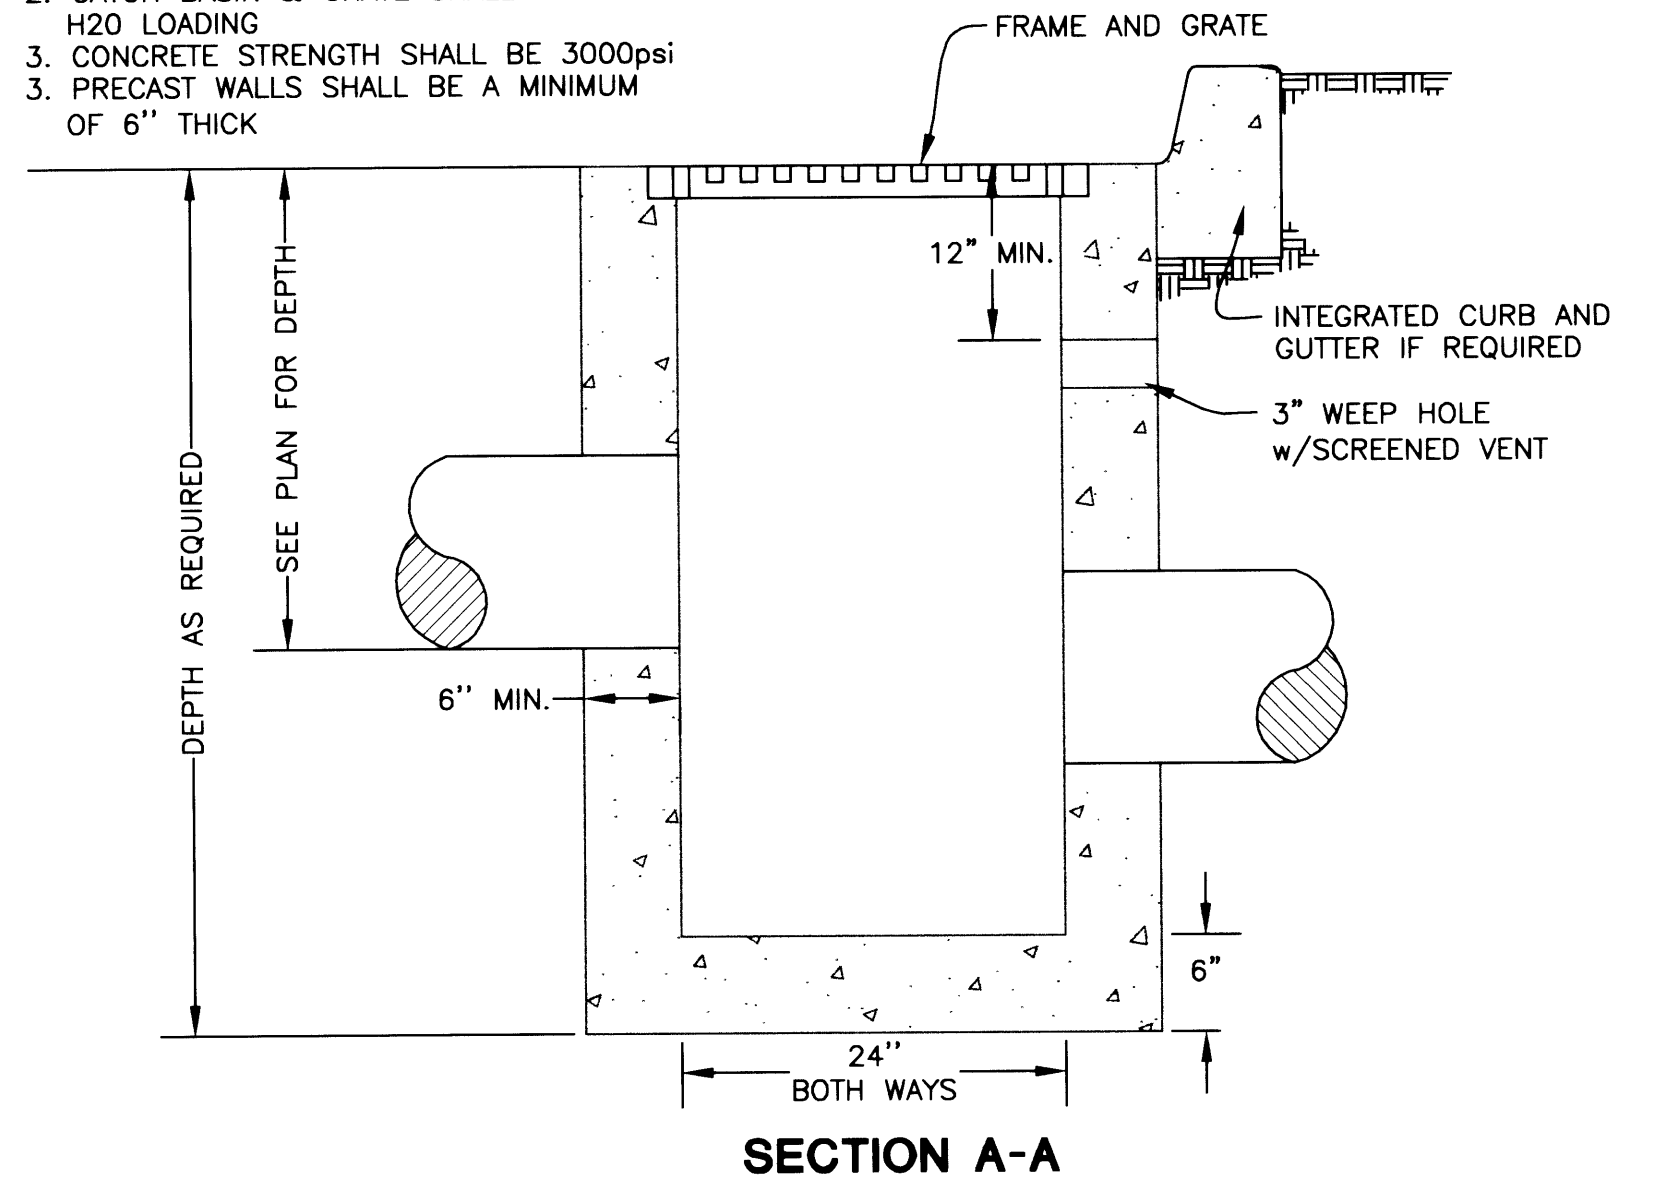 H20 LOADING
3. CONCRETE STRENGTH SHALL BE 3000psi
3. PRECAST WALLS SHALL BE A MINIMUM
OF 6'' THICK
FRAME AND GRATE
12" MIN.
INTEGRATED CURB AND
GUTTER IF REQUIRED
3" WEEP HOLE
w/SCREENED VENT
SEE PLAN FOR DEPTH
DEPTH AS REQUIRED
6'' MIN.
6"
24''
BOTH WAYS
SECTION A-A